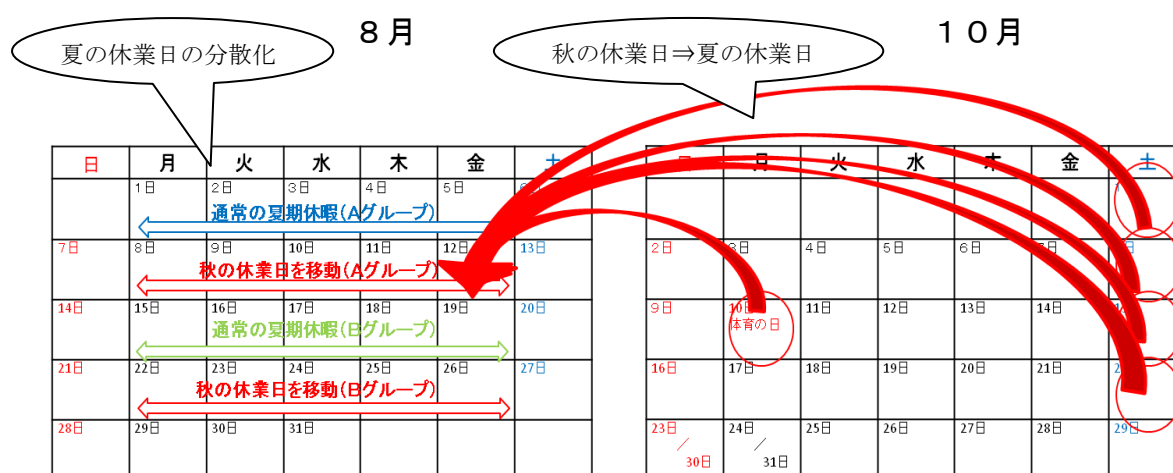 8月
10月
夏の休業日の分散化
秋の休業日⇒夏の休業日
日 月 火 水 木 金 土
1日 2日 3日 4日 5日
通常の夏期休暇(Aグループ)
7日 8日 9日 10日 11日 12日 13日
秋の休業日を移動(Aグループ)
14日 15日 16日 17日 18日 19日 20日
通常の夏期休暇(Bグループ)
21日 22日 23日 24日 25日 26日 27日
秋の休業日を移動(Bグループ)
28日 29日 30日 31日
日 月 火 水 木 金 土
2日 3日 4日 5日 6日 7日
9日 10日 11日 12日 13日 14日
体育の日
16日 17日 18日 19日 20日 21日
23日 24日 25日 26日 27日 28日 29日
/ /
30日 31日